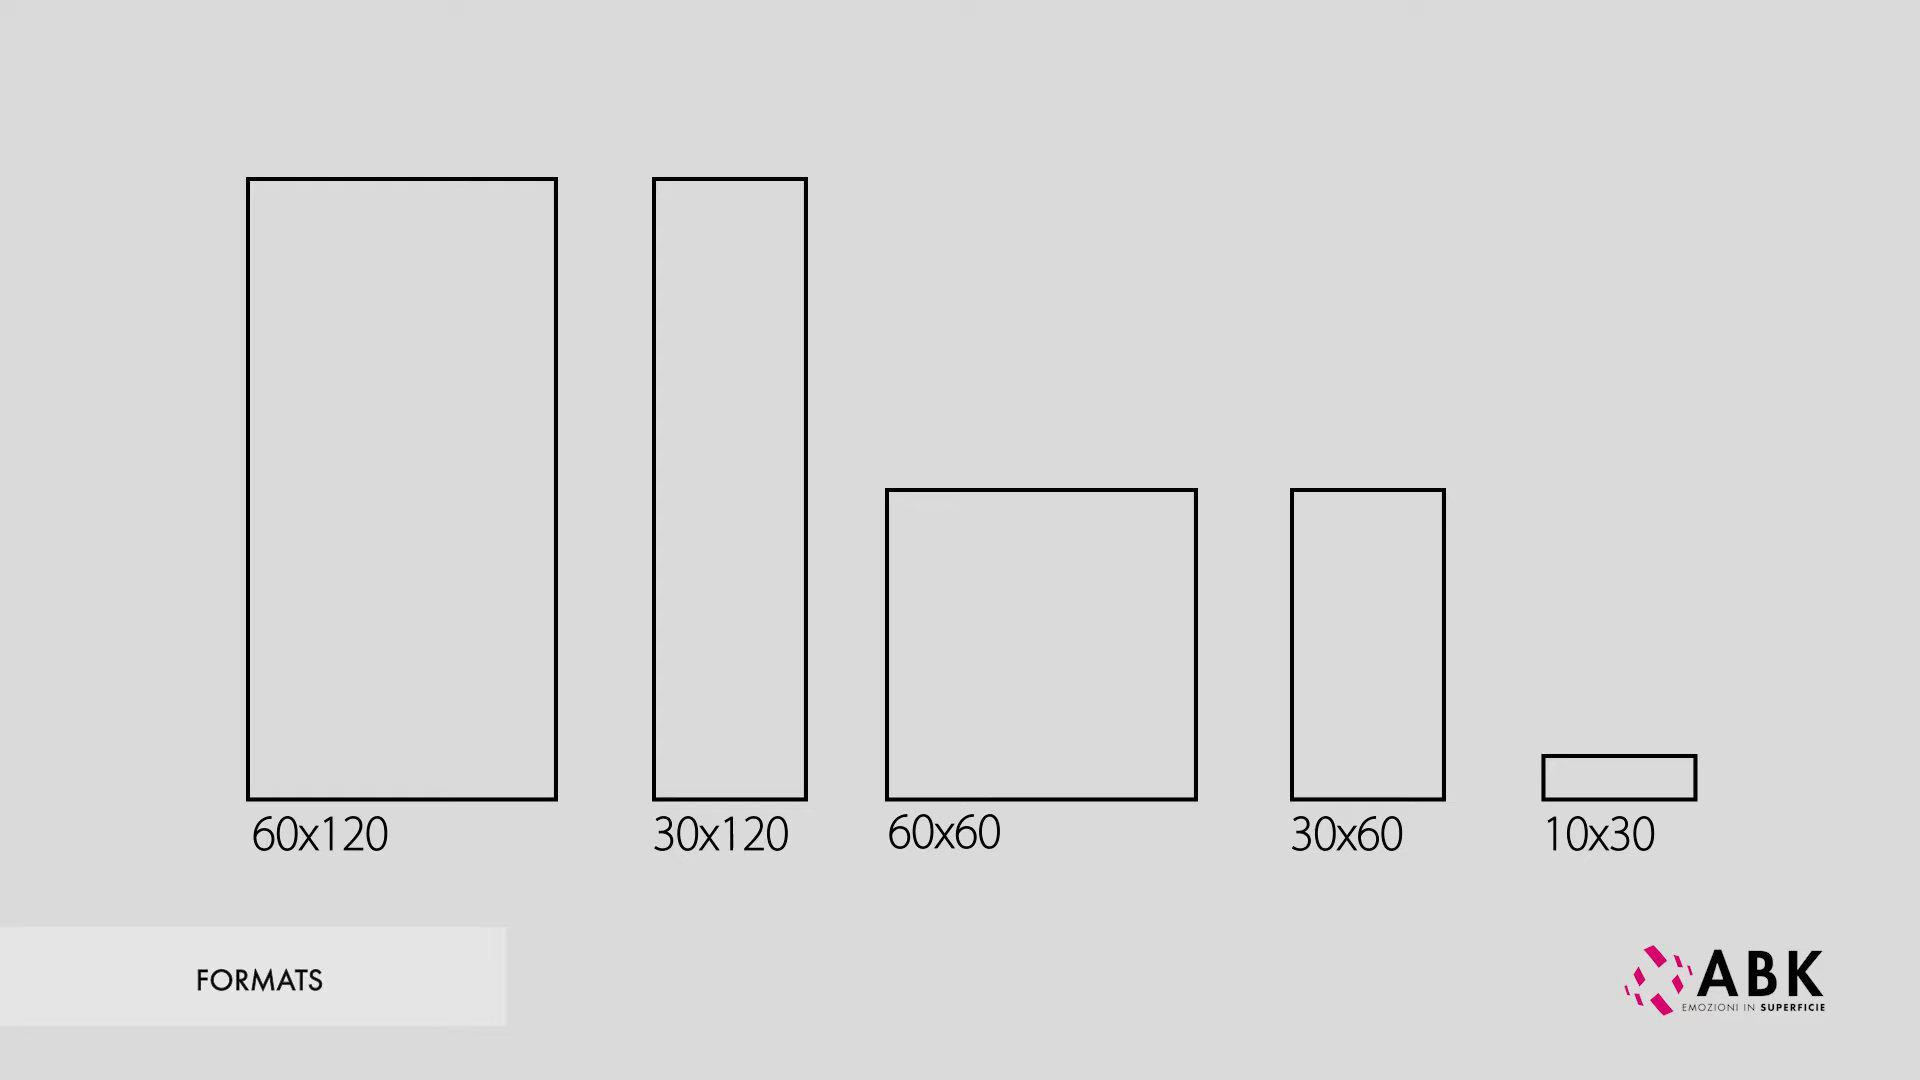 60x120
30x120
60x60
30x60
10x30
FORMATS
ABK
EMOZIONI IN SUPERFICIE